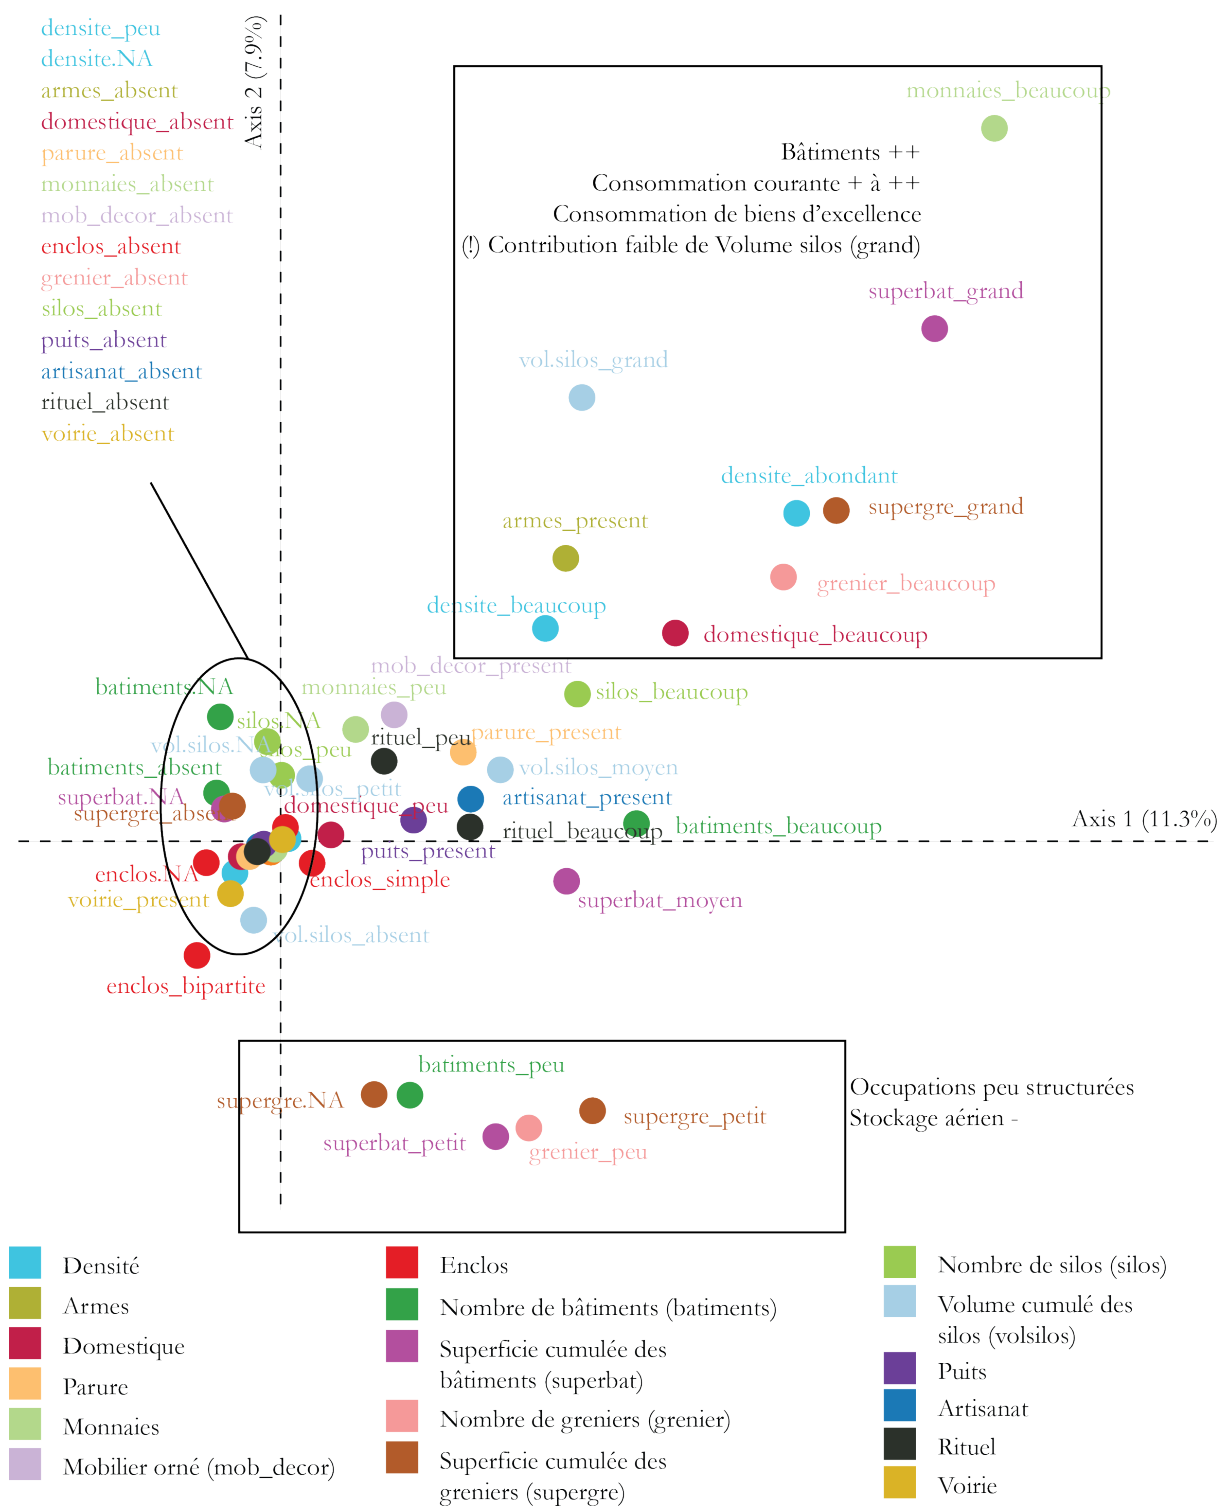 densite_peu
densite.NA
armes_absent
domestique_absent
parure_absent
monnaies_absent
mob_decor_absent
enclos_absent
grenier_absent
silos_absent
puits_absent
artisanat_absent
rituel_absent
voirie_absent
Axis 2 (7.9%)
monnaies_beaucoup
Bâtiments ++
Consommation courante + à ++
Consommation de biens d’excellence
(!) Contribution faible de Volume silos (grand)
superbat_grand
vol.silos_grand
densite_abondant
supergre_grand
armes_present
grenier_beaucoup
densite_beaucoup
domestique_beaucoup
mob_decor_present
batiments.NA
monnaies_peu
silos_beaucoup
silos.NA
rituel_peu
parure_present
vol.silos.NA
silos_peu
batiments_absent
vol.silos_moyen
vol.silos_petit
superbat.NA
artisanat_present
domestique_peu
supergre_absent
Axis 1 (11.3%)
batiments_beaucoup
rituel_beaucoup
puits_present
enclos.NA
enclos_simple
voirie_present
superbat_moyen
vol.silos_absent
enclos_bipartite
batiments_peu
supergre.NA
Occupations peu structurées
Stockage aérien -
supergre_petit
superbat_petit
grenier_peu
Densité
Armes
Domestique
Parure
Monnaies
Mobilier orné (mob_decor)
Enclos
Nombre de bâtiments (batiments)
Superficie cumulée des
bâtiments (superbat)
Nombre de greniers (grenier)
Superficie cumulée des
greniers (supergre)
Nombre de silos (silos)
Volume cumulé des
silos (volsilos)
Puits
Artisanat
Rituel
Voirie